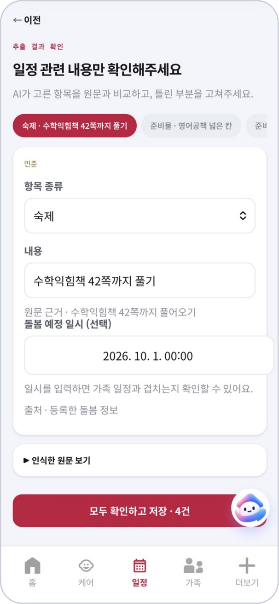 ← 이전
추출 결과 확인
일정 관련 내용만 확인해주세요
AI가 고른 항목을 원문과 비교하고, 틀린 부분을 고쳐주세요.
숙제 · 수학익힘책 42쪽까지 풀기
준비물 · 영어공책 넓은 칸
준비
민준
항목 종류
숙제
내용
수학익힘책 42쪽까지 풀기
원문 근거 · 수학익힘책 42쪽까지 풀어오기
돌봄 예정 일시 (선택)
2026. 10. 1. 00:00
일시를 입력하면 가족 일정과 겹치는지 확인할 수 있어요.
출처 · 등록한 돌봄 정보
▶ 인식한 원문 보기
모두 확인하고 저장 · 4건
홈
케어
일정
가족
더보기